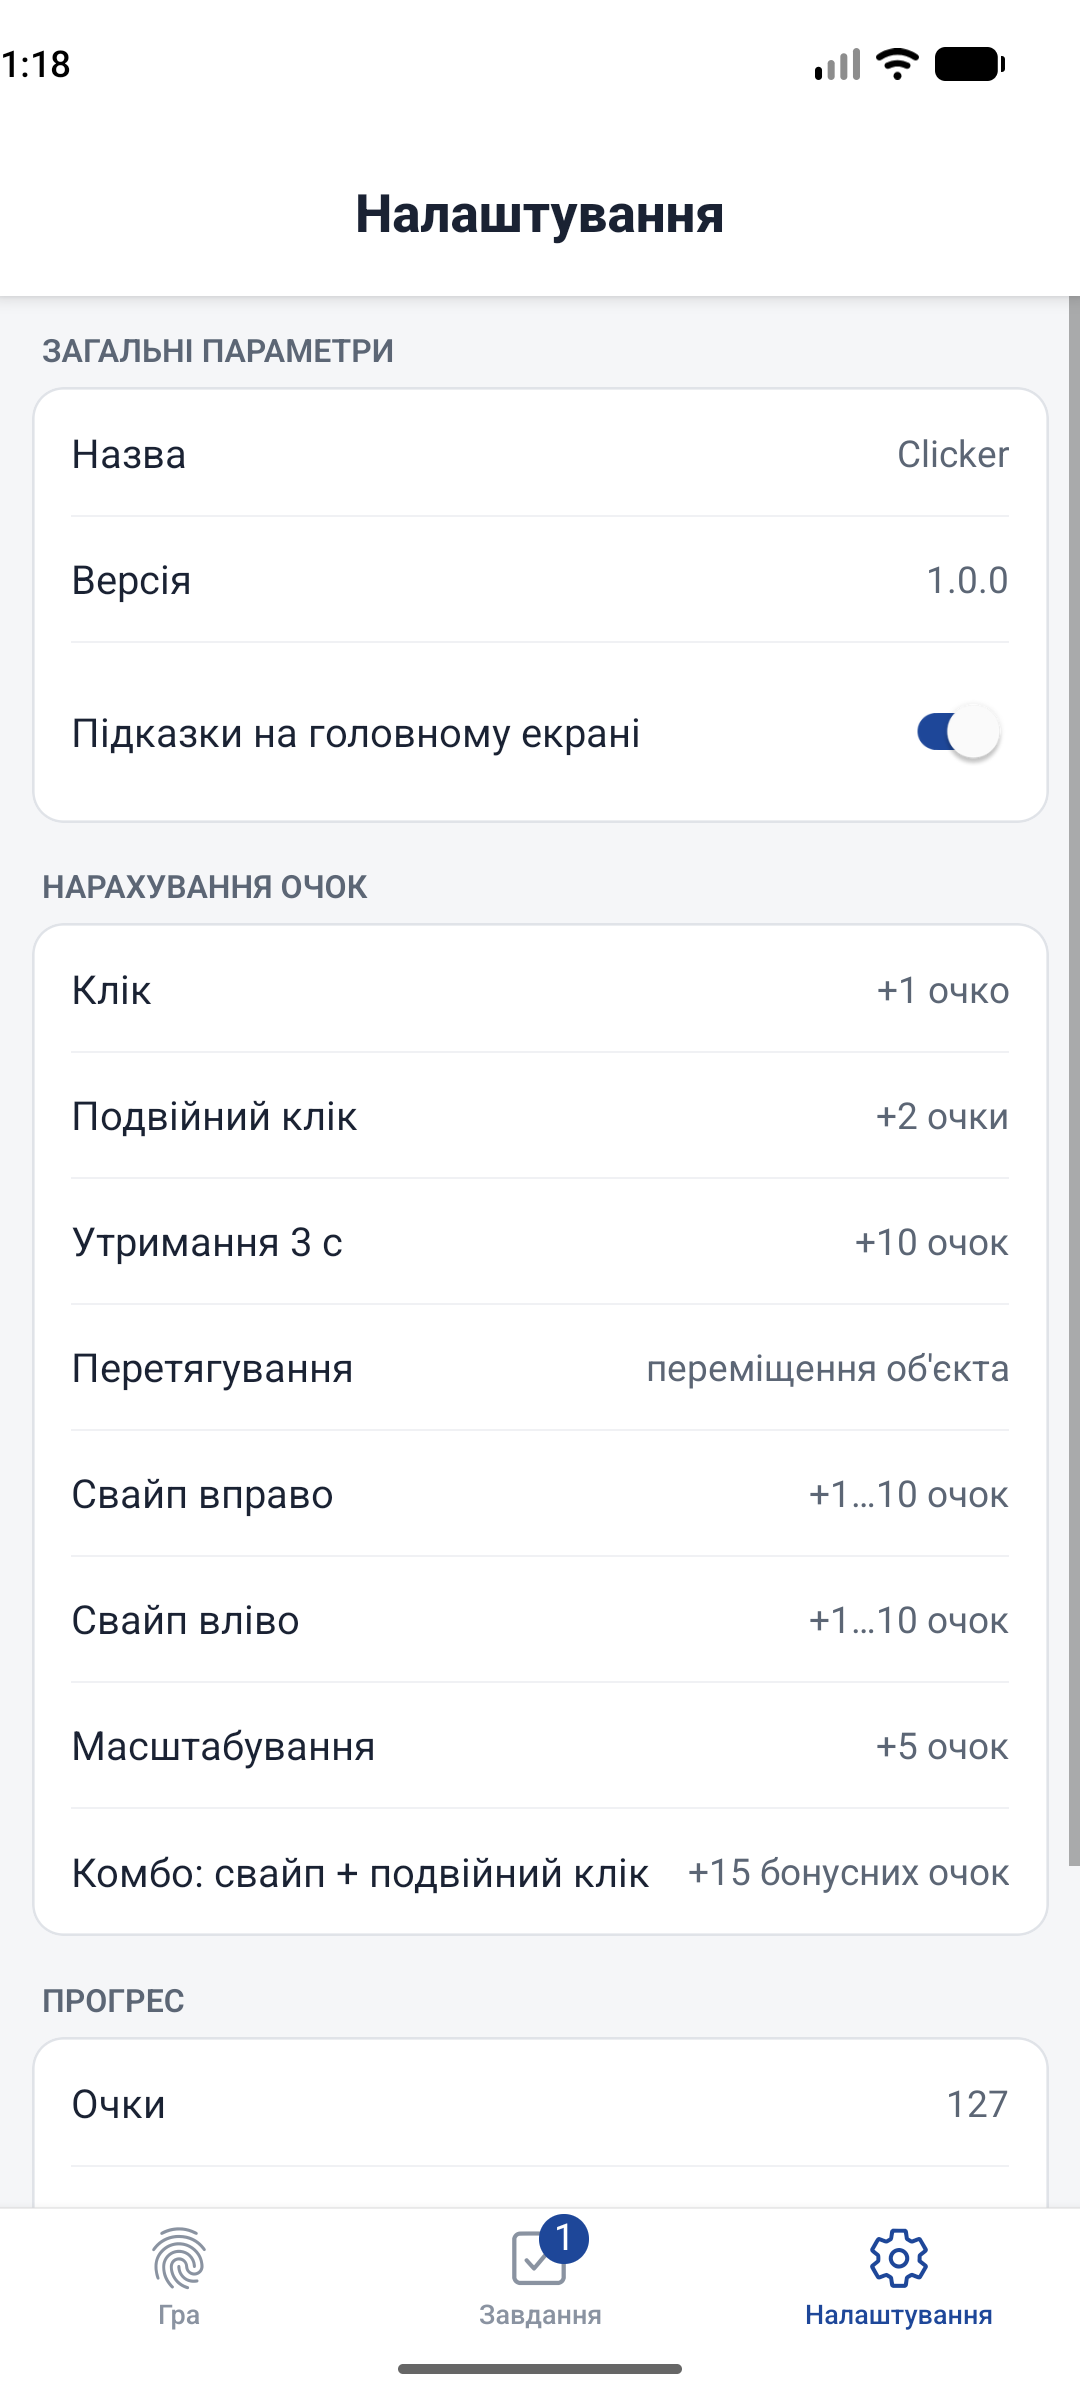 1:18
Налаштування
ЗАГАЛЬНІ ПАРАМЕТРИ
Назва Clicker
Версія 1.0.0
Підказки на головному екрані
НАРАХУВАННЯ ОЧОК
Клік +1 очко
Подвійний клік +2 очки
Утримання 3 с +10 очок
Перетягування переміщення об'єкта
Свайп вправо +1...10 очок
Свайп вліво +1...10 очок
Масштабування +5 очок
Комбо: свайп + подвійний клік +15 бонусних очок
ПРОГРЕС
Очки 127
1
Гра Завдання Налаштування